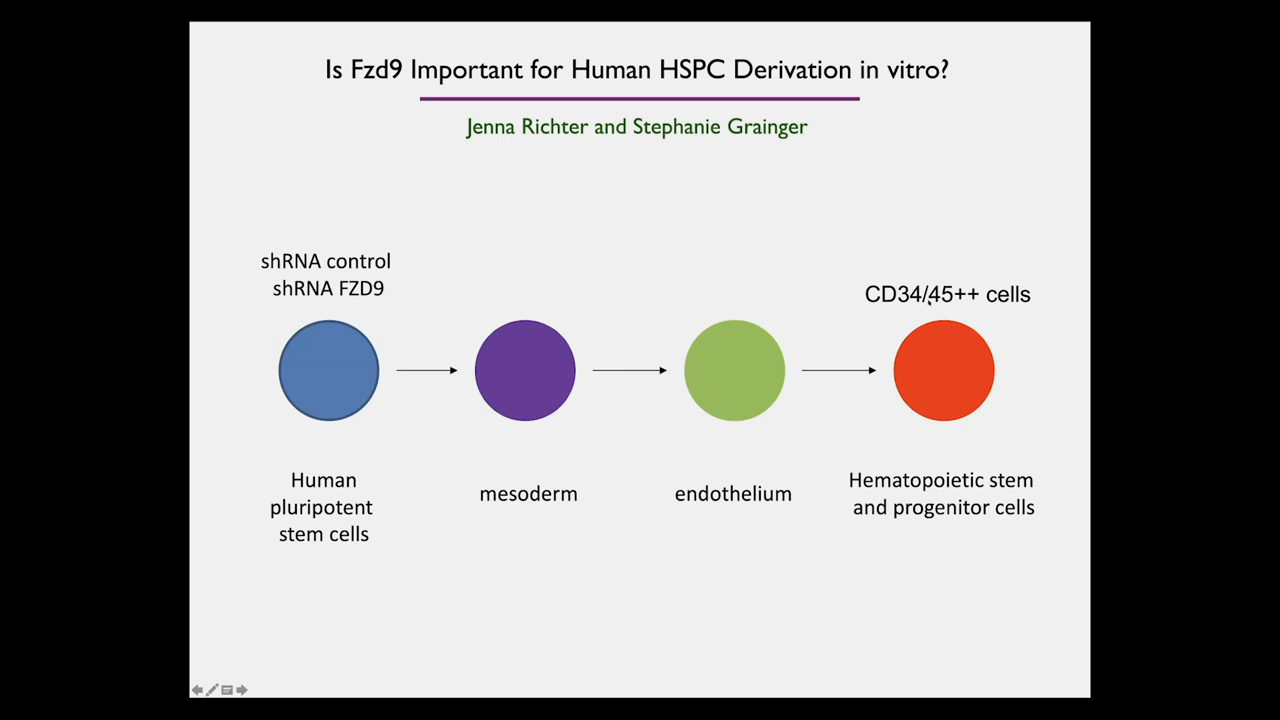 Is Fzd9 Important for Human HSPC Derivation in vitro?
Jenna Richter and Stephanie Grainger
shRNA control
shRNA FZD9
CD34/45++ cells
Human
pluripotent
stem cells
mesoderm
endothelium
Hematopoietic stem
and progenitor cells